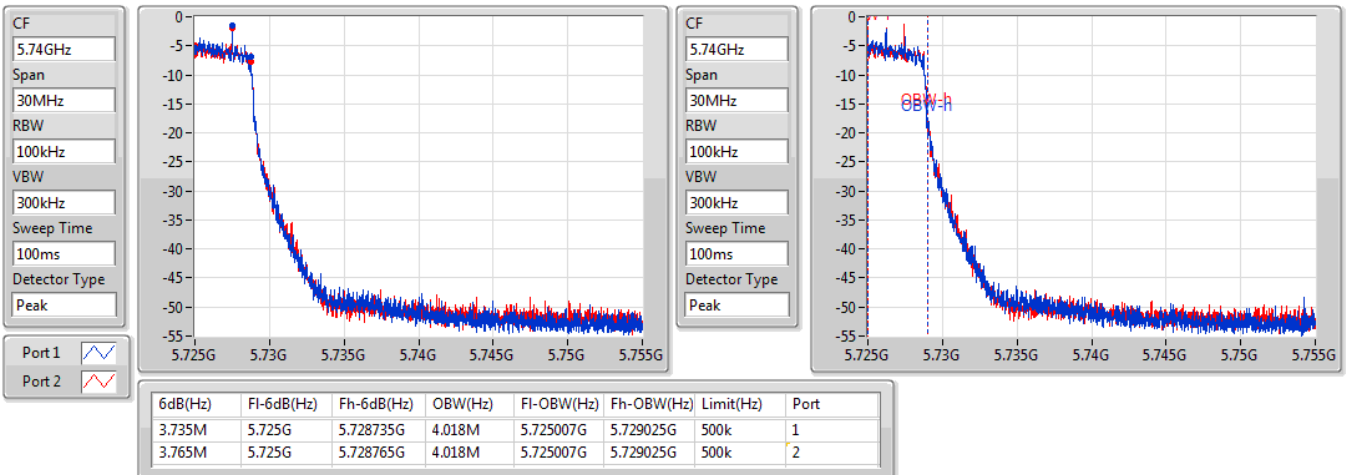 CF
5.74GHz
Span
30MHz
RBW
100kHz
VBW
300kHz
Sweep Time
100ms
Detector Type
Peak
Port 1
Port 2
0
-5
-10
-15
-20
-25
-30
-35
-40
-45
-50
-55
5.725G 5.73G 5.735G 5.74G 5.745G 5.75G 5.755G
CF
5.74GHz
Span
30MHz
RBW
100kHz
VBW
300kHz
Sweep Time
100ms
Detector Type
Peak
0
-5
-10
-15
-20
-25
-30
-35
-40
-45
-50
-55
OBW-h
OBW-h
5.725G 5.73G 5.735G 5.74G 5.745G 5.75G 5.755G
6dB(Hz) Fl-6dB(Hz) Fh-6dB(Hz) OBW(Hz) Fl-OBW(Hz) Fh-OBW(Hz) Limit(Hz) Port
3.735M 5.725G 5.728735G 4.018M 5.725007G 5.729025G 500k 1
3.765M 5.725G 5.728765G 4.018M 5.725007G 5.729025G 500k 2